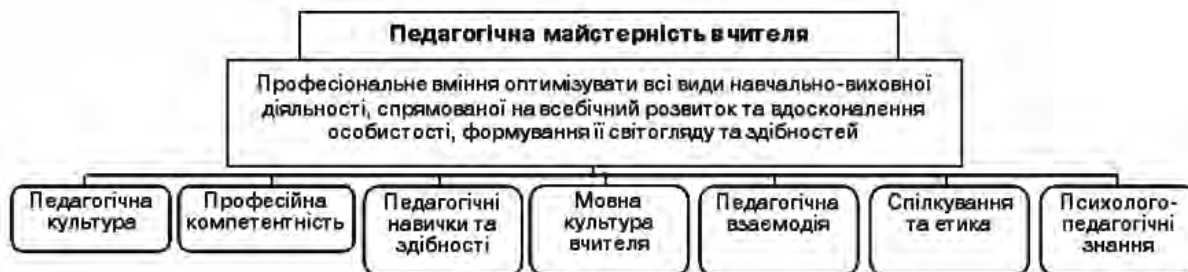 Педагогічна майстерність вчителя
Професіональне вміння оптимізувати всі види навчально-виховної
діяльності, спрямованої на всебічний розвиток та вдосконалення
особистості, формування її світогляду та здібностей
Педагогічна
культура
Професійна
компетентність
Педагогічні
навички та
здібності
Мовна
культура
вчителя
Педагогічна
взаємодія
Спілкування
та етика
Психолого-
педагогічні
знання